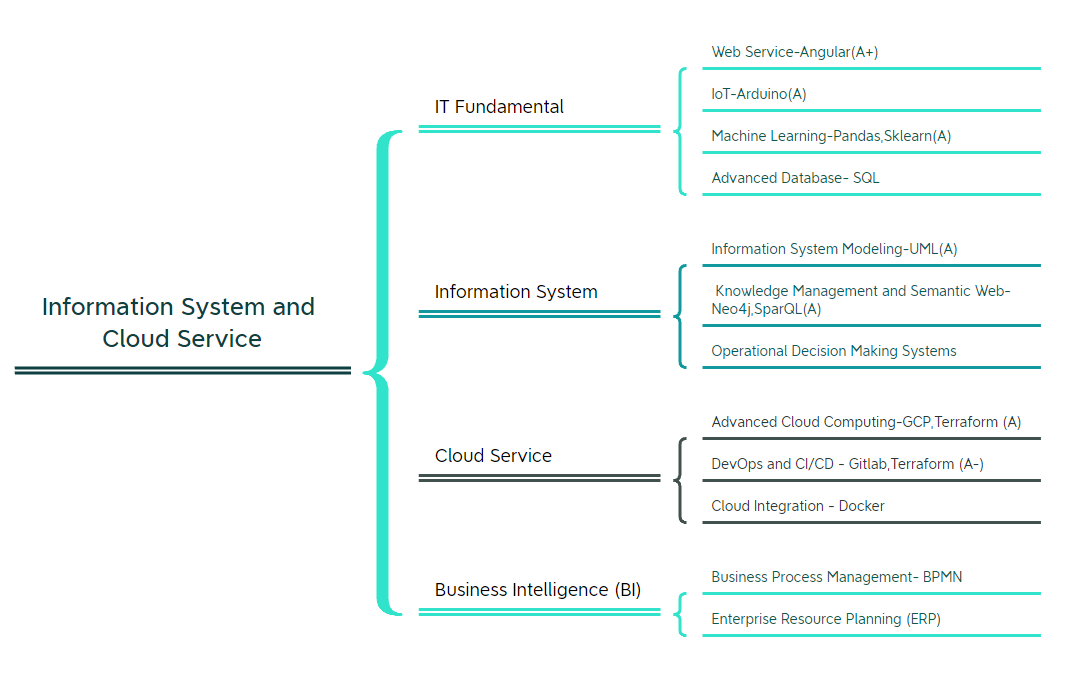 Information System and
Cloud Service
IT Fundamental
Web Service-Angular(A+)
IoT-Arduino(A)
Machine Learning-Pandas,Sklearn(A)
Advanced Database- SQL
Information System
Information System Modeling-UML(A)
Knowledge Management and Semantic Web-
Neo4j,SparQL(A)
Operational Decision Making Systems
Cloud Service
Advanced Cloud Computing-GCP,Terraform (A)
DevOps and CI/CD - Gitlab,Terraform (A-)
Cloud Integration - Docker
Business Intelligence (BI)
Business Process Management- BPMN
Enterprise Resource Planning (ERP)